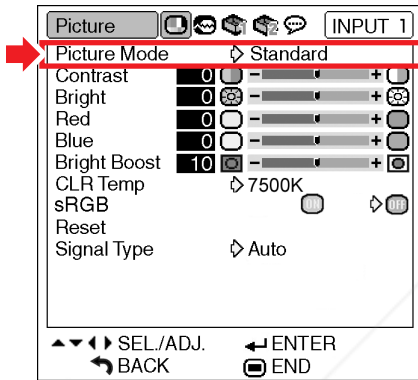 Picture INPUT 1
Picture Mode Standard
Contrast 0 - +
Bright 0 - +
Red 0 - +
Blue 0 - +
Bright Boost 10 - +
CLR Temp 7500K
sRGB ON OFF
Reset
Signal Type Auto
SEL./ADJ. ENTER
BACK END